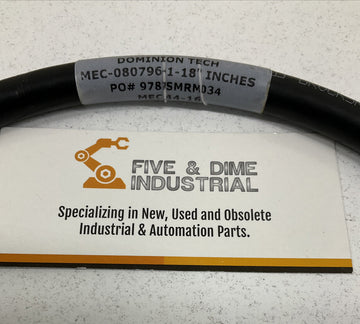 DOMINION TECH
MEC-080796-1-18" INCHES
PO# 9787SMRM034
FIVE & DIME
INDUSTRIAL
Specializing in New, Used and Obsolete
Industrial & Automation Parts.